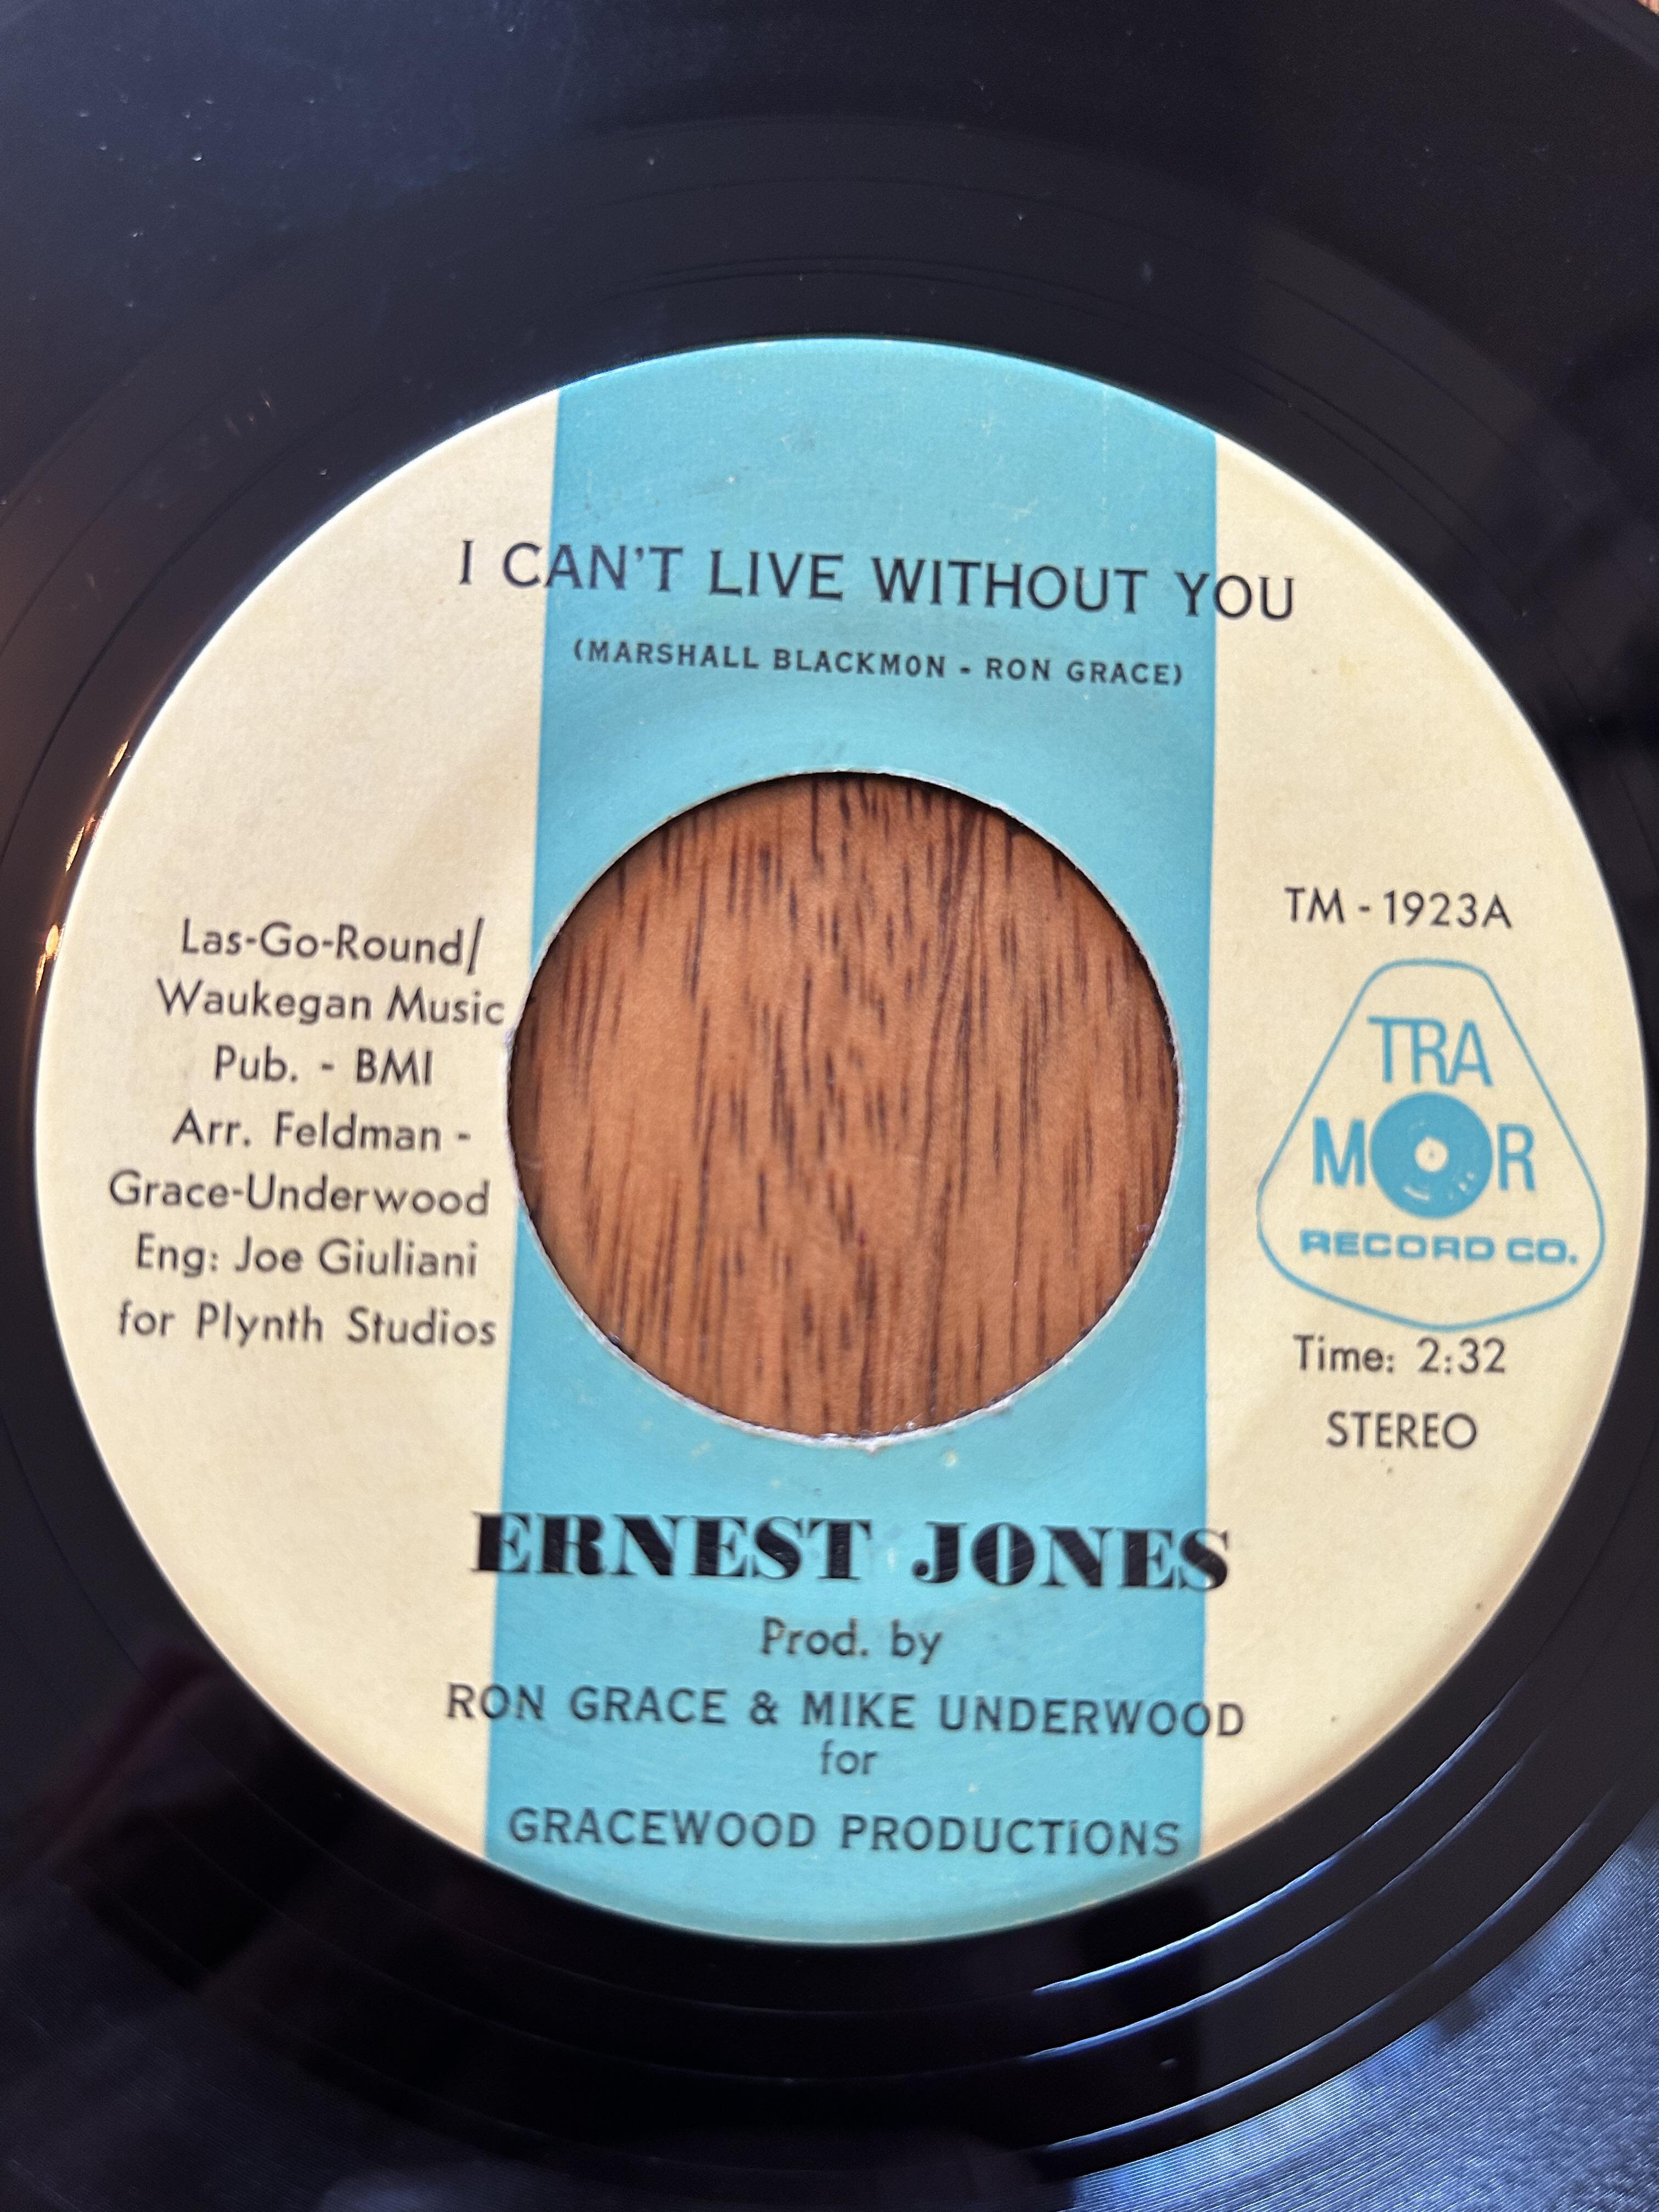 I CAN'T LIVE WITHOUT YOU
(MARSHALL BLACKMON - RON GRACE)
Las-Go-Round/
Waukegan Music
Pub. - BMI
Arr. Feldman -
Grace-Underwood
Eng: Joe Giuliani
for Plynth Studios
TM - 1923A
TRA
MOR
RECORD CO.
Time: 2:32
STEREO
ERNEST JONES
Prod. by
RON GRACE & MIKE UNDERWOOD
for
GRACEWOOD PRODUCTIONS